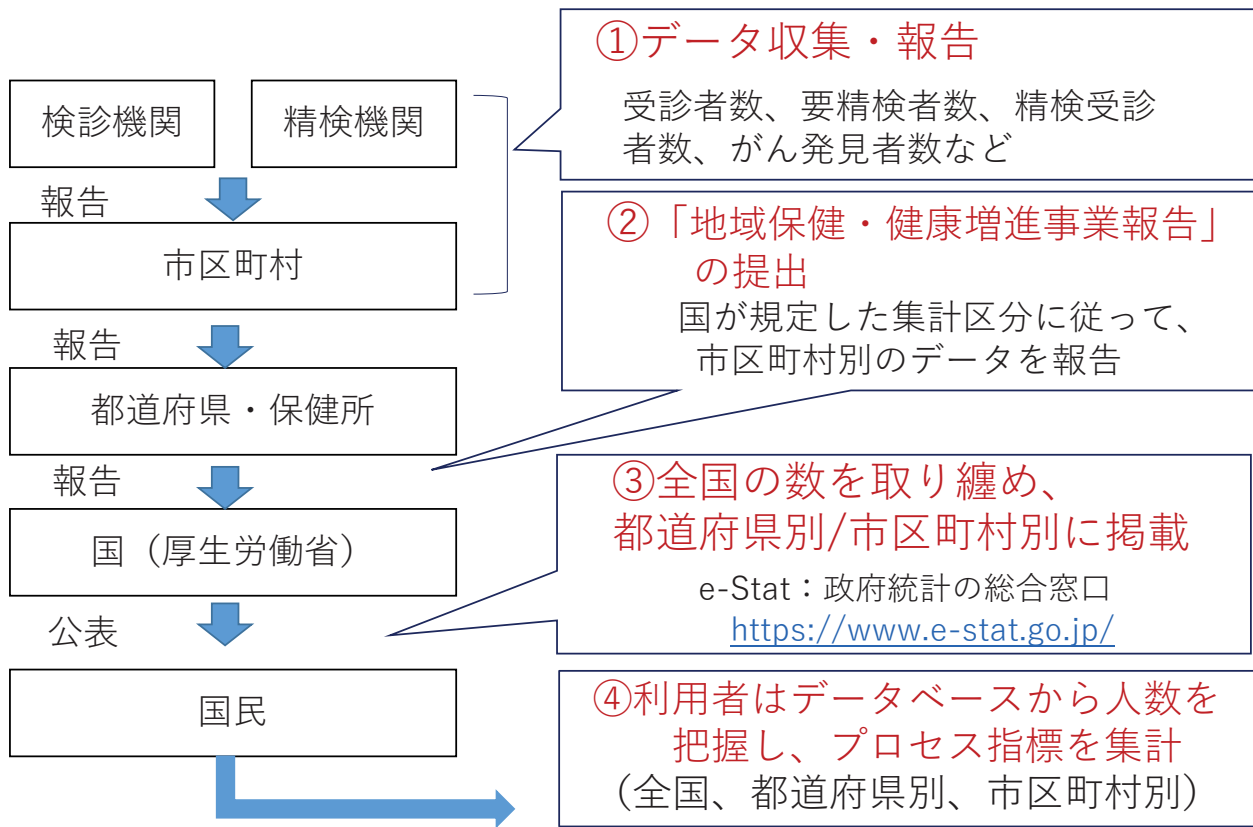 検診機関
精検機関
報告
市区町村
報告
都道府県・保健所
報告
国（厚生労働省）
公表
国民
①データ収集・報告
受診者数、要精検者数、精検受診
者数、がん発見者数など
②「地域保健・健康増進事業報告」
の提出
国が規定した集計区分に従って、
市区町村別のデータを報告
③全国の数を取り纏め、
都道府県別/市区町村別に掲載
e-Stat：政府統計の総合窓口
https://www.e-stat.go.jp/
④利用者はデータベースから人数を
把握し、プロセス指標を集計
（全国、都道府県別、市区町村別）